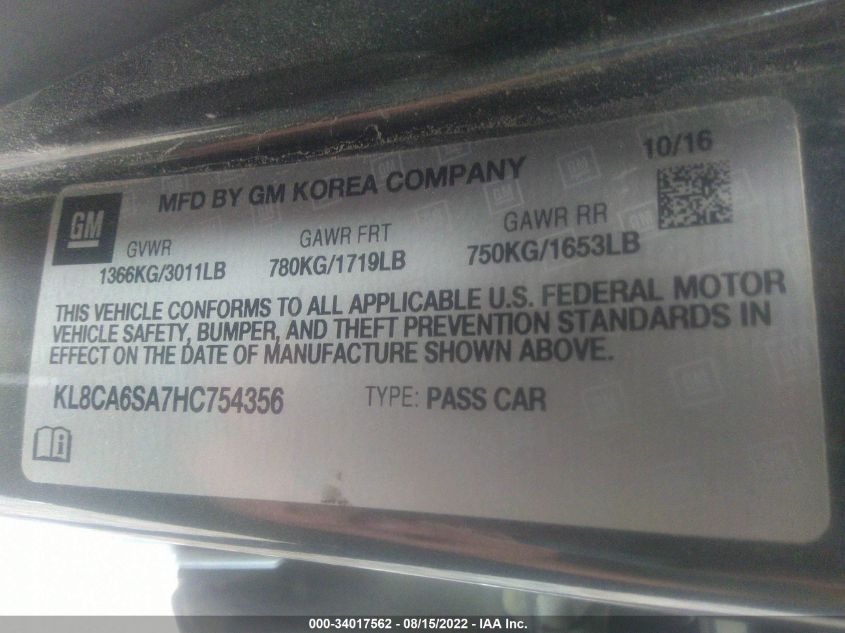 10/16
GM
MFD BY GM KOREA COMPANY
GVWR GAWR FRT GAWR RR
1366KG/3011LB 780KG/1719LB 750KG/1653LB
THIS VEHICLE CONFORMS TO ALL APPLICABLE U.S. FEDERAL MOTOR
VEHICLE SAFETY, BUMPER, AND THEFT PREVENTION STANDARDS IN
EFFECT ON THE DATE OF MANUFACTURE SHOWN ABOVE.
KL8CA6SA7HC754356 TYPE: PASS CAR
000-34017562 - 08/15/2022 - IAA Inc.